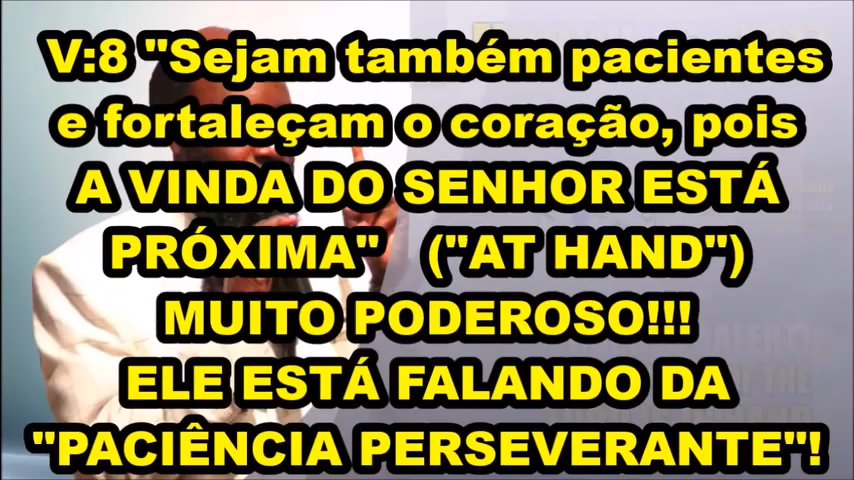 V:8 "Sejam também pacientes
e fortaleçam o coração, pois
A VINDA DO SENHOR ESTÁ
PRÓXIMA" ("AT HAND")
MUITO PODEROSO!!!
ELE ESTÁ FALANDO DA
"PACIÊNCIA PERSEVERANTE"!